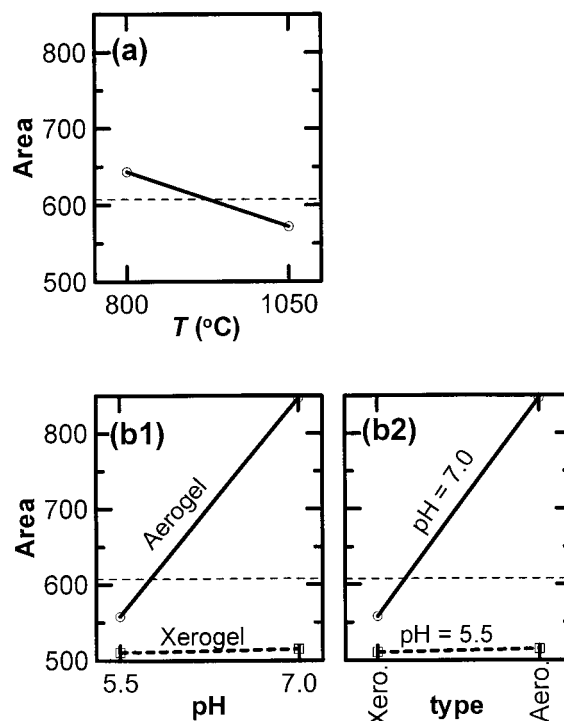 (a)
Area
800
700
600
500
800
1050
T (°C)
(b1)
Area
800
700
600
500
Aerogel
Xerogel
5.5
7.0
pH
(b2)
pH = 7.0
pH = 5.5
Xero.
type
Aero.